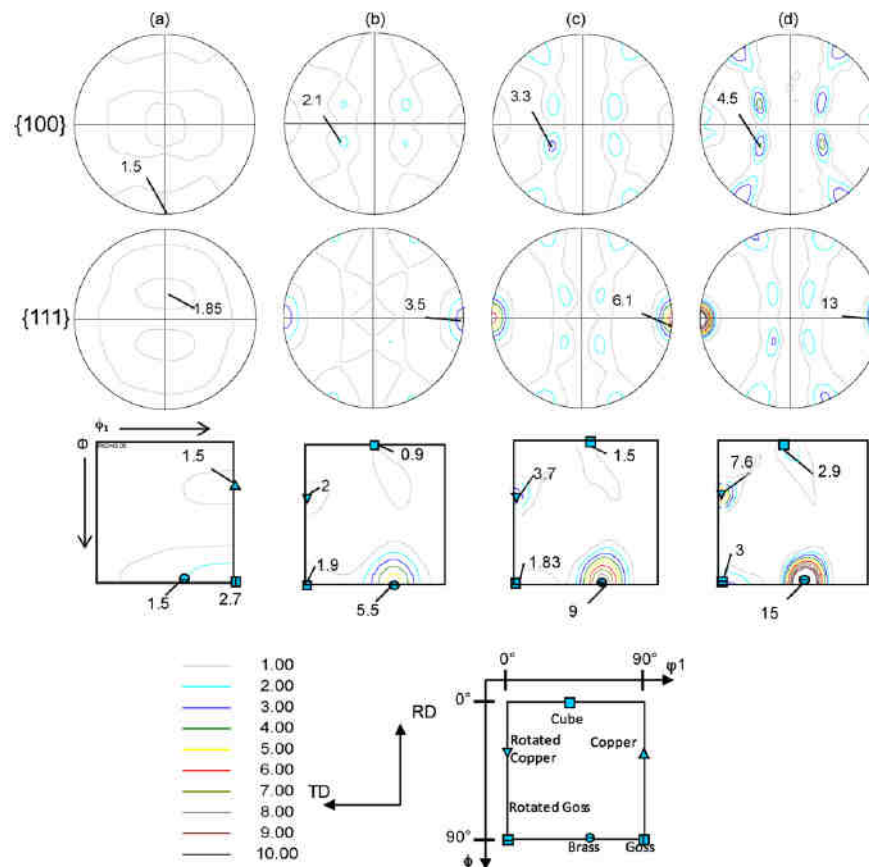 (a) (b) (c) (d)
{100} 1.5 2.1 3.3 4.5
{111} 1.85 3.5 6.1 13
φ₁
Φ
1.5 0.9 1.5 2.9
2 3.7 7.6
1.9 1.83 3
1.5 2.7 5.5 9 15
1.00
2.00
3.00
4.00
5.00
6.00
7.00
8.00
9.00
10.00
RD
TD
0° 90° φ1
0°
Cube
Rotated Copper
Copper
Rotated Goss
90°
Brass Goss
ϕ